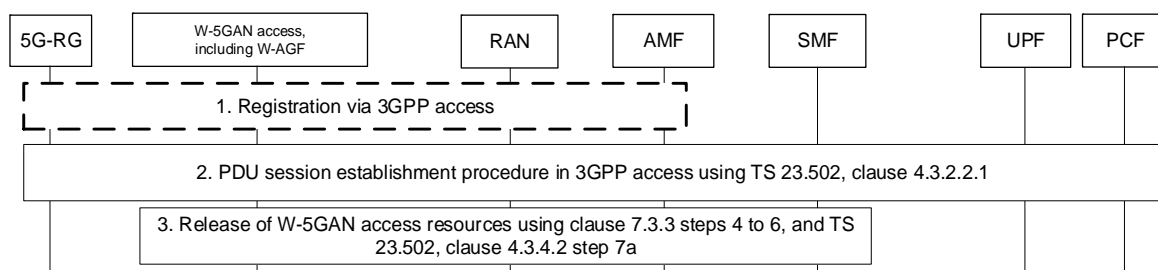 5G-RG
W-5GAN access,
including W-AGF
RAN
AMF
SMF
UPF
PCF
1. Registration via 3GPP access
2. PDU session establishment procedure in 3GPP access using TS 23.502, clause 4.3.2.2.1
3. Release of W-5GAN access resources using clause 7.3.3 steps 4 to 6, and TS
23.502, clause 4.3.4.2 step 7a